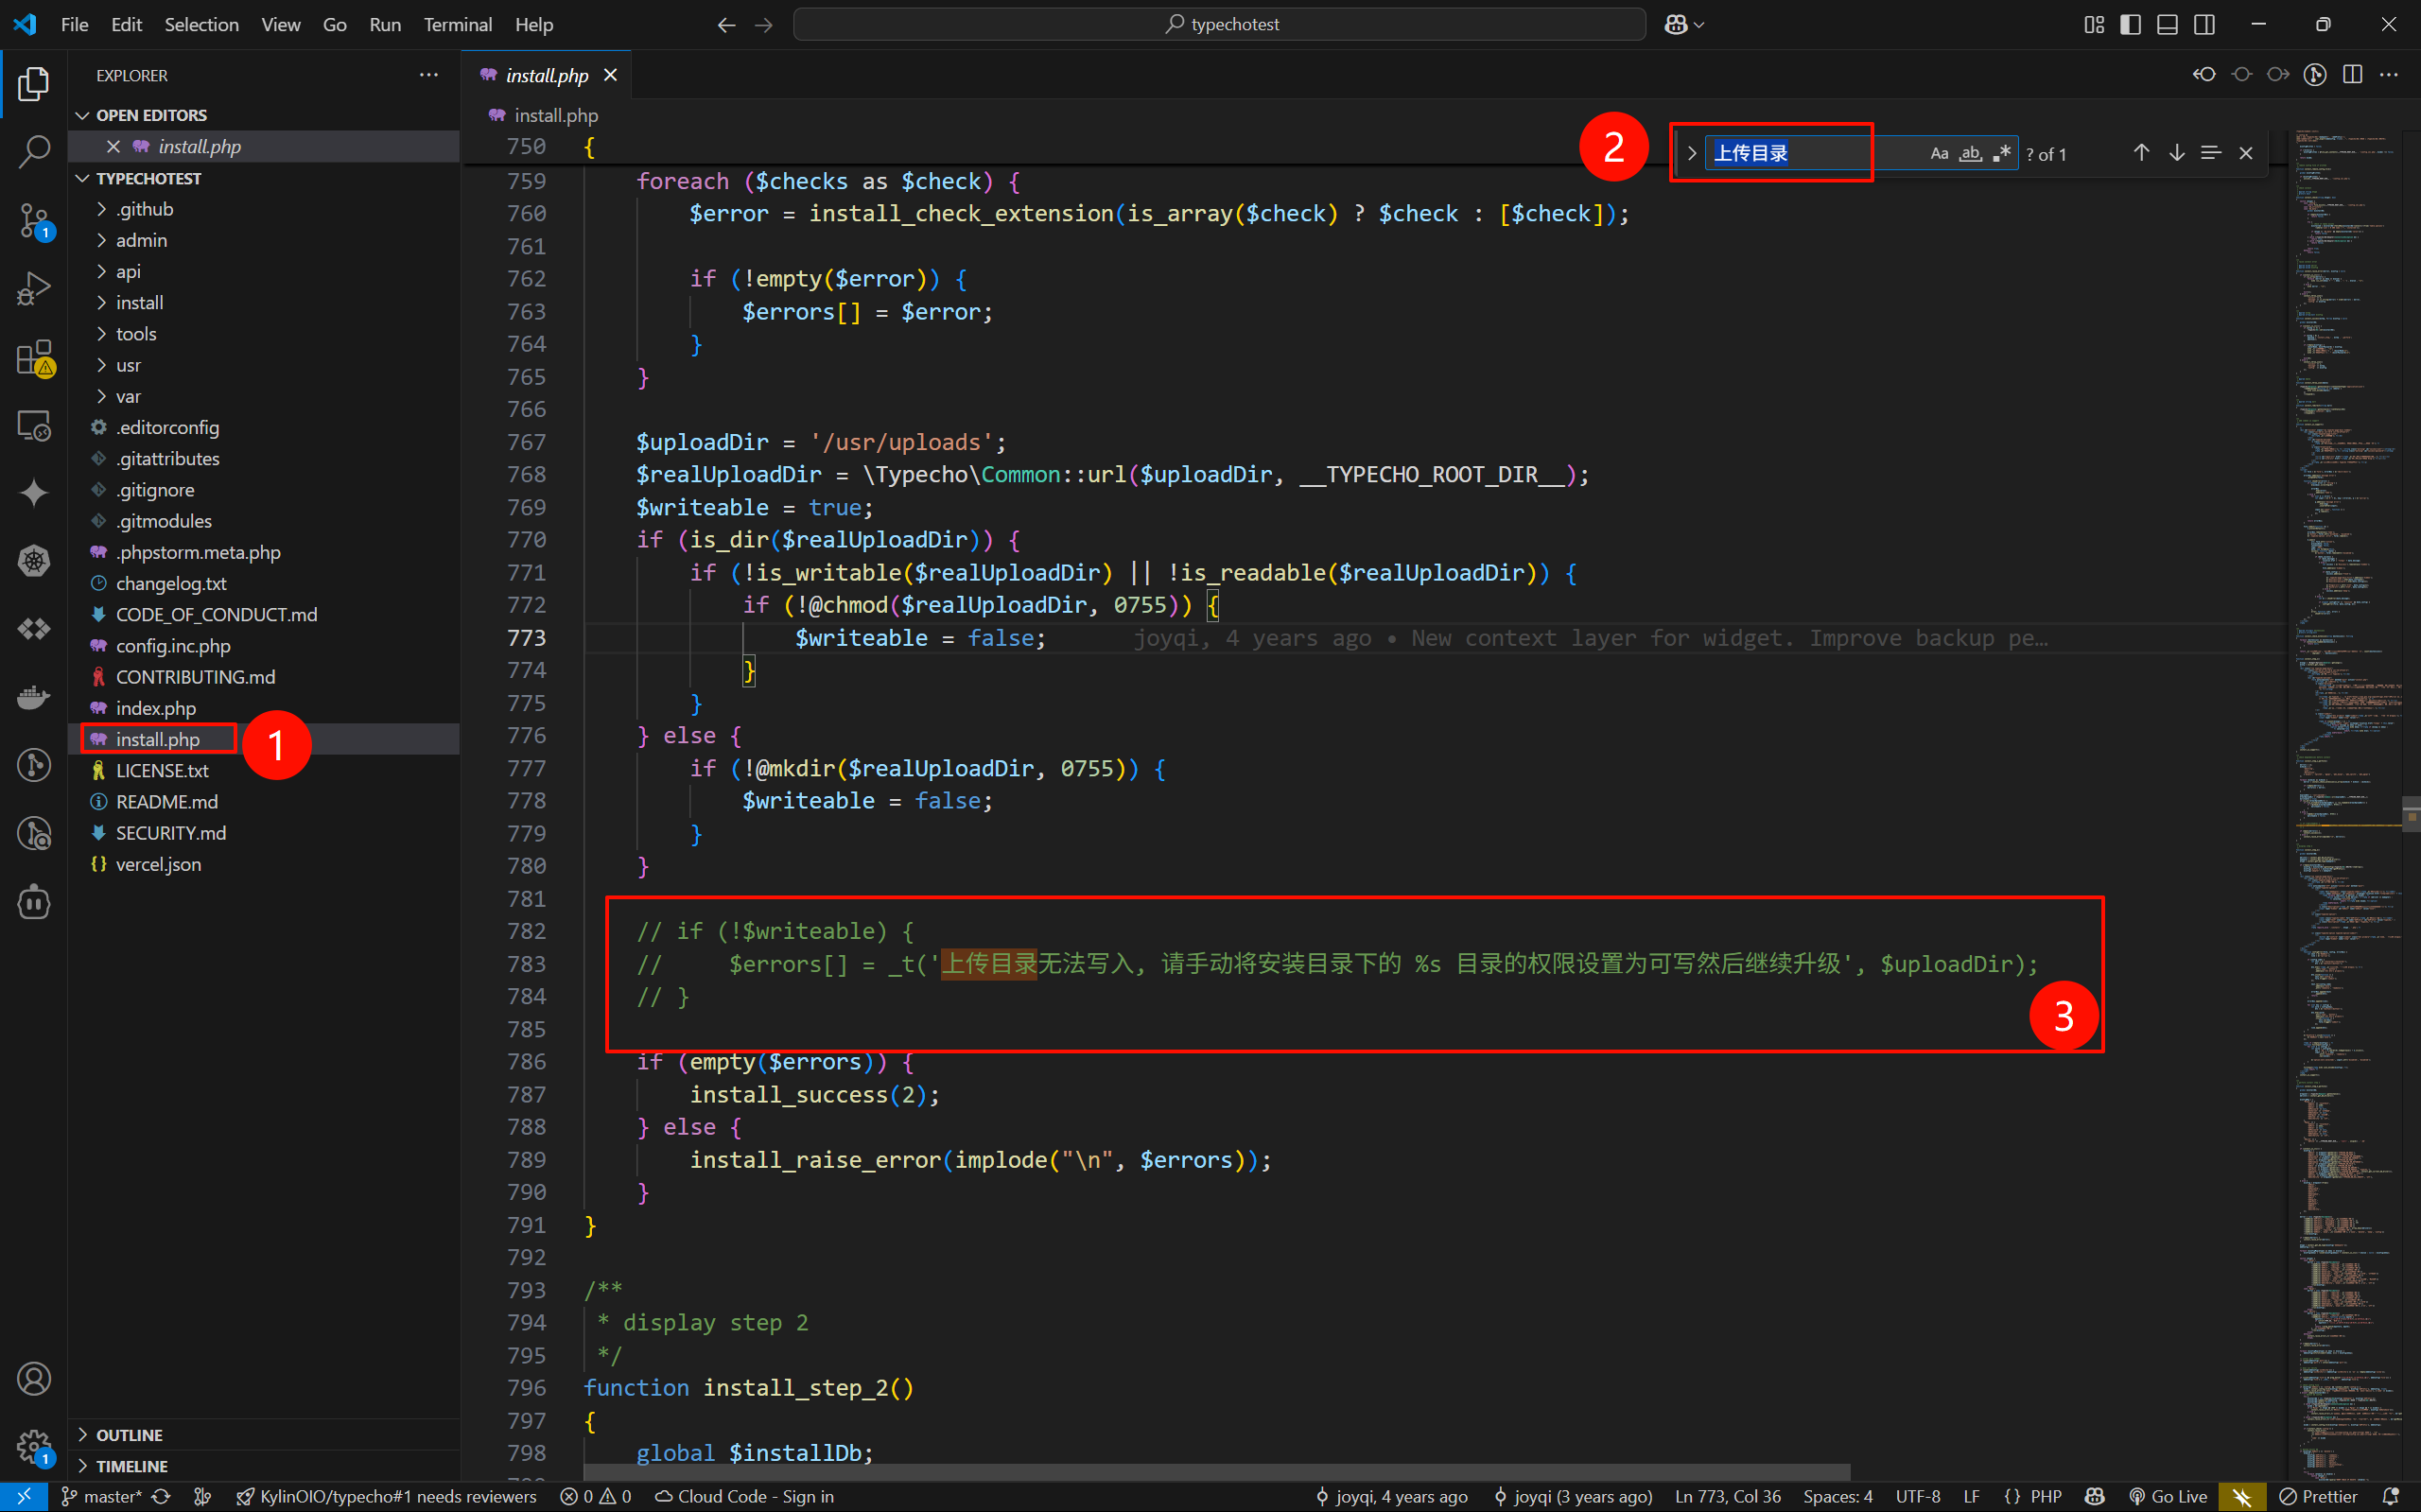 File Edit Selection View Go Run Terminal Help
typechotest
EXPLORER
OPEN EDITORS
install.php
TYPECHOTEST
.github
admin
api
install
tools
usr
var
.editorconfig
.gitattributes
.gitignore
.gitmodules
.phpstorm.meta.php
changelog.txt
CODE_OF_CONDUCT.md
config.inc.php
CONTRIBUTING.md
index.php
install.php
1
LICENSE.txt
README.md
SECURITY.md
vercel.json
OUTLINE
TIMELINE
install.php
install.php
2
上传目录 Aa ab ? of 1
750 {
759 foreach ($checks as $check) {
760 $error = install_check_extension(is_array($check) ? $check : [$check]);
761
762 if (!empty($error)) {
763 $errors[] = $error;
764 }
765 }
766
767 $uploadDir = '/usr/uploads';
768 $realUploadDir = \Typecho\Common::url($uploadDir, __TYPECHO_ROOT_DIR__);
769 $writeable = true;
770 if (is_dir($realUploadDir)) {
771 if (!is_writable($realUploadDir) || !is_readable($realUploadDir)) {
772 if (!@chmod($realUploadDir, 0755)) {
773 $writeable = false; joyqi, 4 years ago • New context layer for widget. Improve backup pe…
774 }
775 }
776 } else {
777 if (!@mkdir($realUploadDir, 0755)) {
778 $writeable = false;
779 }
780 }
781
782 // if (!$writeable) {
783 // $errors[] = _t('上传目录无法写入, 请手动将安装目录下的 %s 目录的权限设置为可写然后继续升级', $uploadDir);
784 // }
785
3
786 if (empty($errors)) {
787 install_success(2);
788 } else {
789 install_raise_error(implode("\n", $errors));
790 }
791 }
792
793 /**
794 * display step 2
795 */
796 function install_step_2()
797 {
798 global $installDb;
master* KylinOIO/typecho#1 needs reviewers 0 0 Cloud Code - Sign in joyqi, 4 years ago joyqi (3 years ago) Ln 773, Col 36 Spaces: 4 UTF-8 LF {} PHP Go Live Prettier